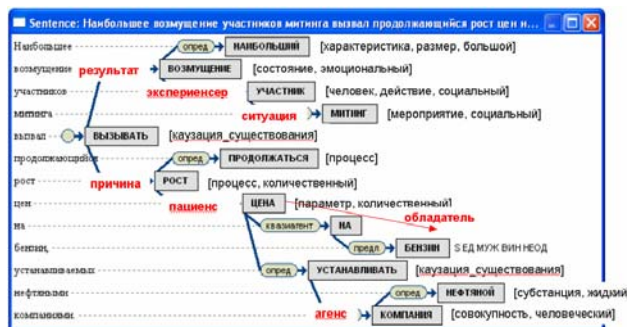 Sentence: Наибольшее возмущение участников митинга вызвал продолжающийся рост цен н...
Наибольшее опред НАИБОЛЬШИЙ [характеристика, размер, большой]
возмущение результат ВОЗМУЩЕНИЕ [состояние, эмоциональный]
участников экспериенсер УЧАСТНИК [человек, действие, социальный]
митинга ситуация МИТИНГ [мероприятие, социальный]
вызвал ВЫЗЫВАТЬ [каузация_существования]
продолжающийся опред ПРОДОЛЖАТЬСЯ [процесс]
рост причина РОСТ [процесс, количественный]
пациенс
цен ЦЕНА [параметр, количественный]
обладатель
на квазиагент НА
бензин, предл БЕНЗИН S ЕД МУЖ ВИН НЕОД
устанавливаемых опред УСТАНАВЛИВАТЬ [каузация_существования]
нефтяными опред НЕФТЯНОЙ [субстанция, жидкий]
компаниями агенс КОМПАНИЯ [совокупность, человеческий]